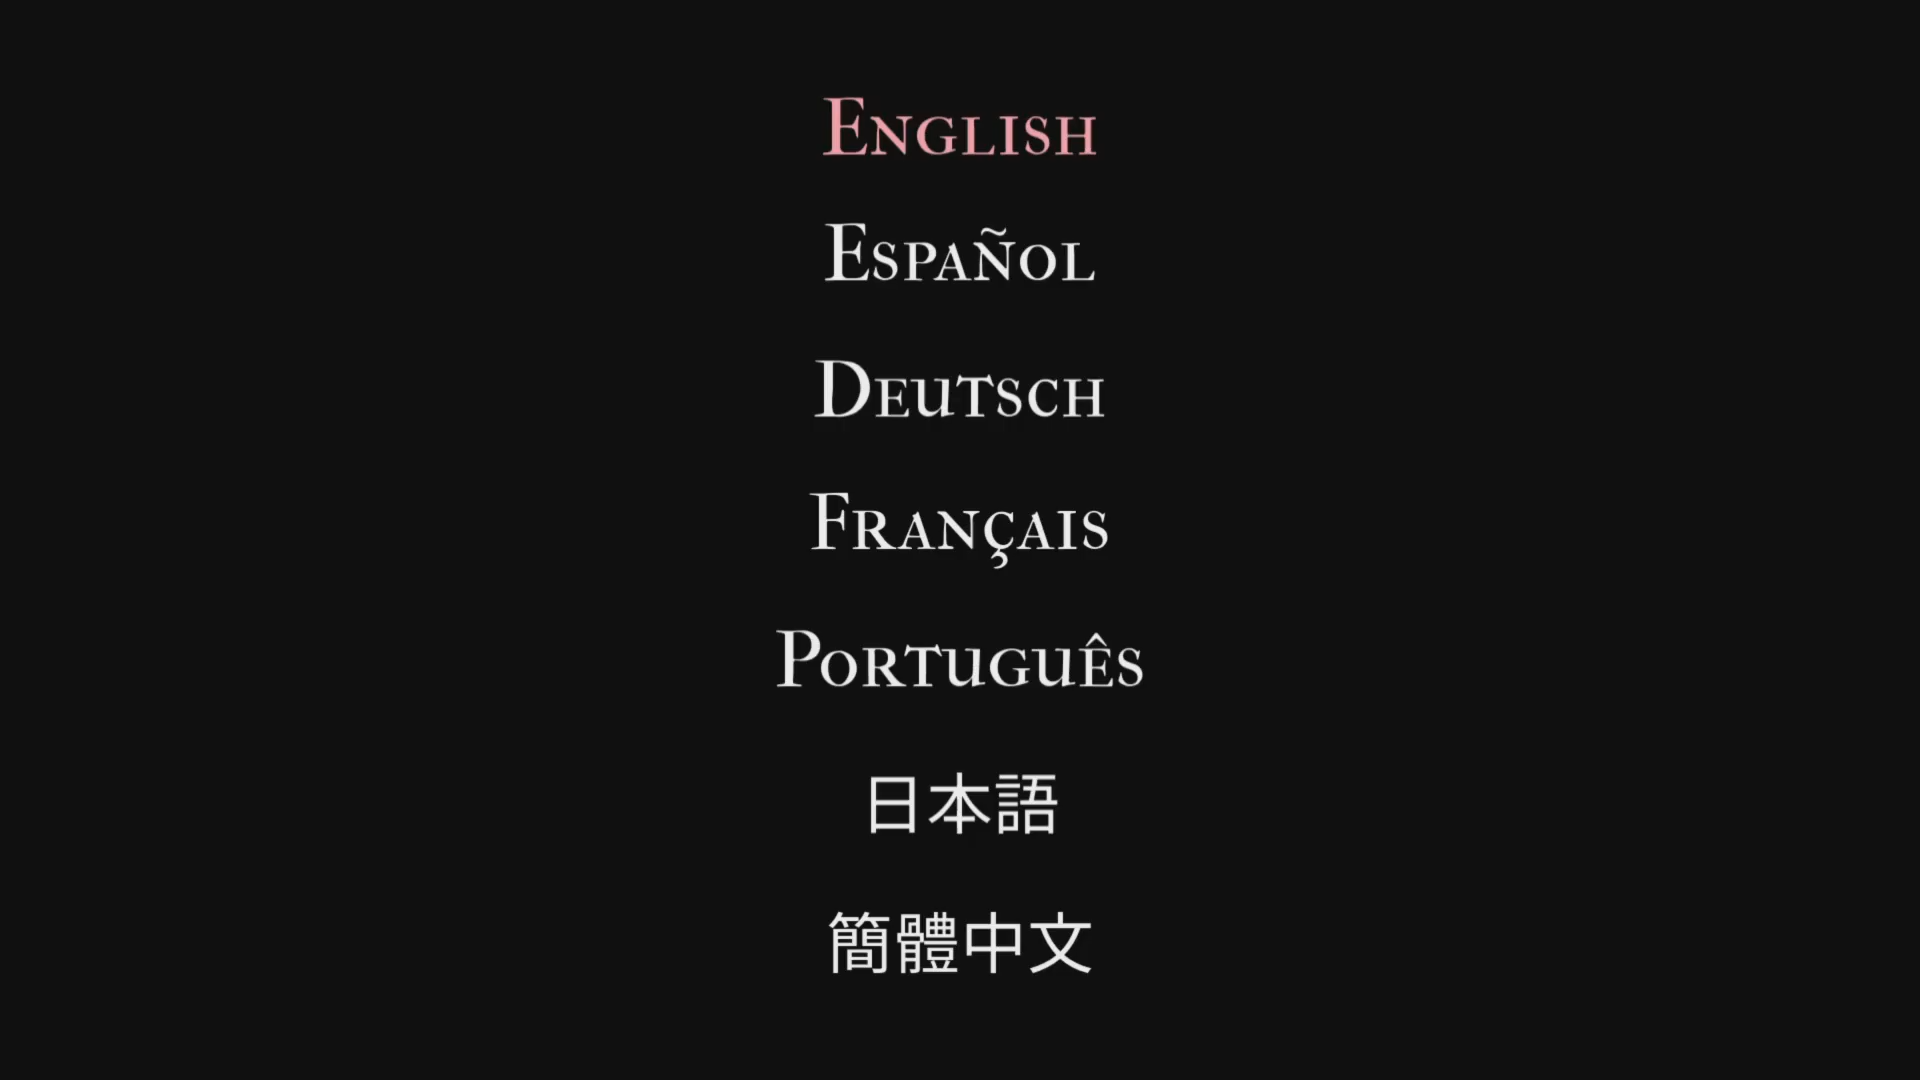 English
Español
Deutsch
Français
Português
日本語
簡體中文